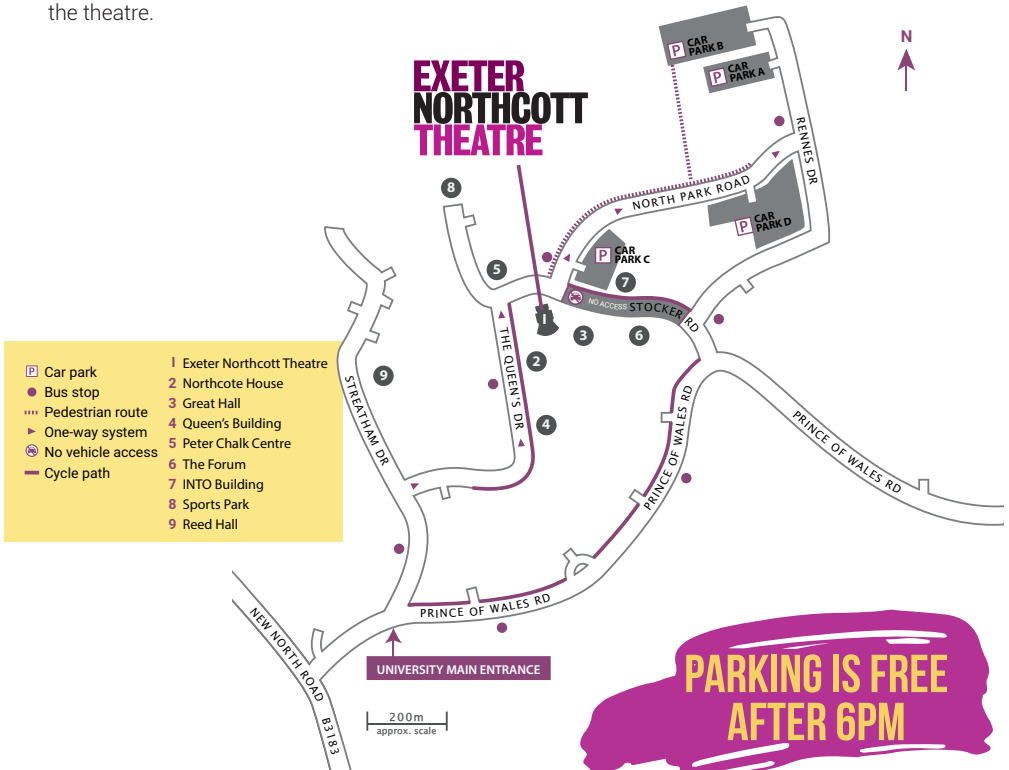 the theatre.
EXETER
NORTHCOTT
THEATRE
N
P CAR
PARK B
P CAR
PARK A
RENNES DR
8
NORTH PARK ROAD
P CAR
PARK D
P CAR
PARK C
5
7
NO ACCESS STOCKER RD
1
3
6
THE QUEEN'S DR
2
9
STREATHAM DR
4
PRINCE OF WALES RD
PRINCE OF WALES RD
P Car park
Bus stop
Pedestrian route
One-way system
No vehicle access
Cycle path
1 Exeter Northcott Theatre
2 Northcote House
3 Great Hall
4 Queen's Building
5 Peter Chalk Centre
6 The Forum
7 INTO Building
8 Sports Park
9 Reed Hall
PRINCE OF WALES RD
NEW NORTH ROAD B3183
UNIVERSITY MAIN ENTRANCE
200m
approx. scale
PARKING IS FREE
AFTER 6PM